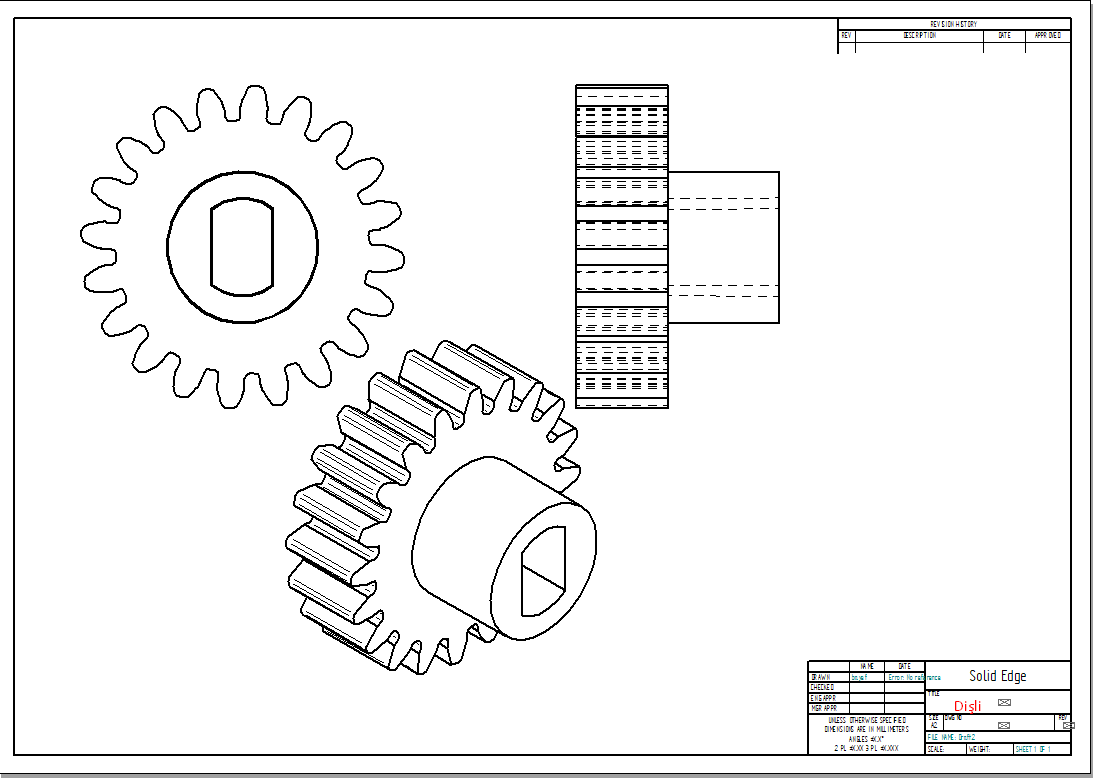 REVISION HISTORY
REV DESCRIPTION DATE APPROVED
NAME DATE
DRAWN Error: No reference
CHECKED
ENG APPR
MGR APPR
Solid Edge
TITLE
Dişli
UNLESS OTHERWISE SPECIFIED
DIMENSIONS ARE IN MILLIMETERS
ANGLES ±X.X°
2 PL ±X.XX 3 PL ±X.XXX
SIZE DWG NO REV
A2
FILE NAME: Draft2
SCALE: WEIGHT: SHEET 1 OF 1